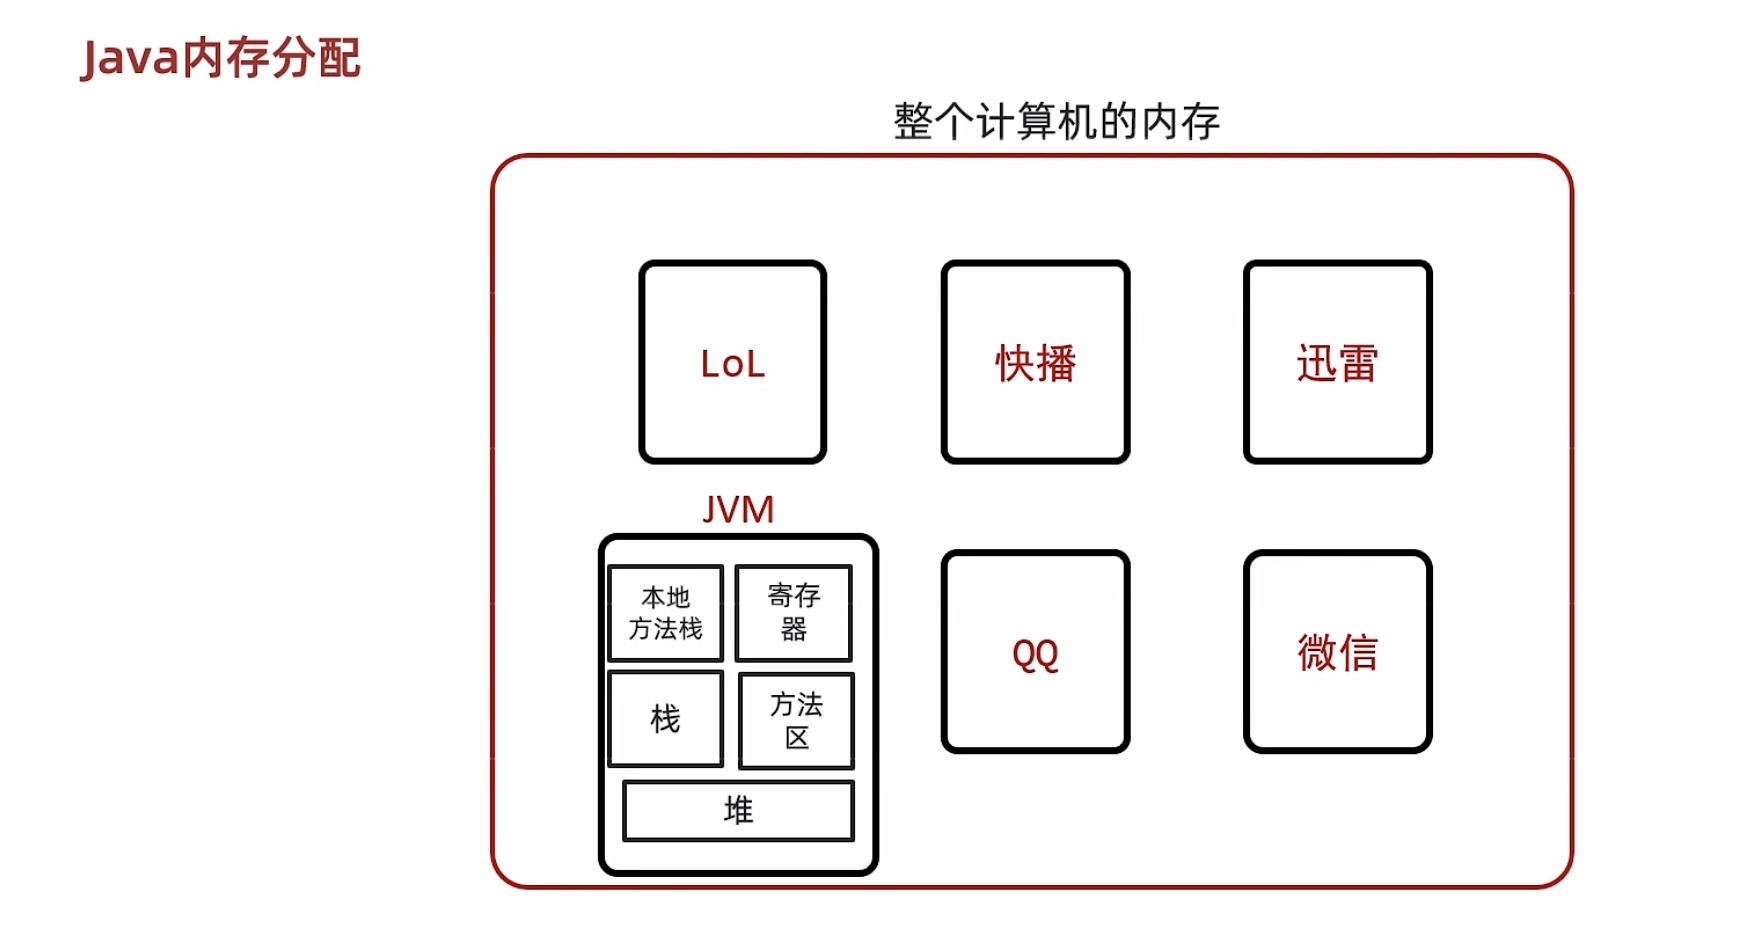 Java内存分配
整个计算机的内存
LoL
快播
迅雷
JVM
本地
方法栈
寄存
器
栈
方法
区
堆
QQ
微信